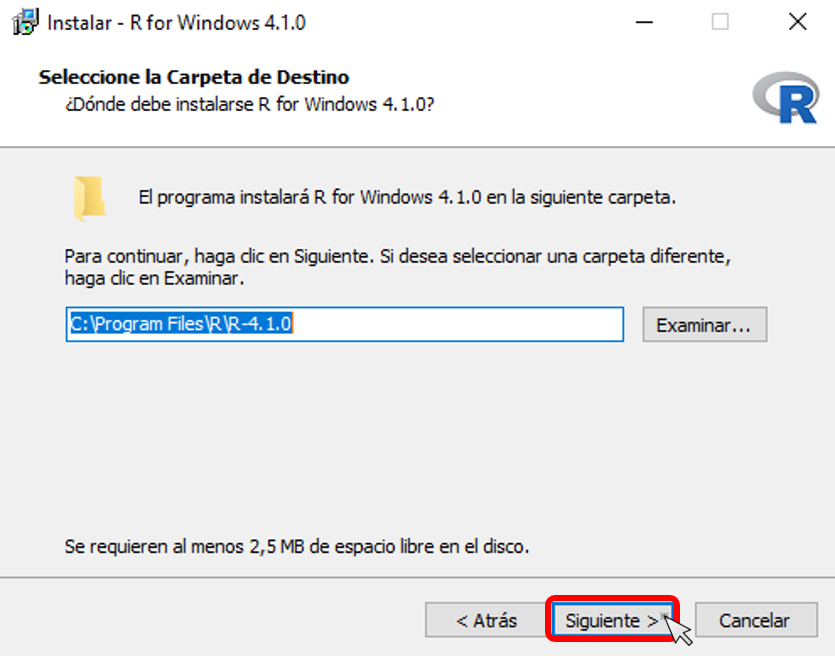 Instalar - R for Windows 4.1.0
Seleccione la Carpeta de Destino
¿Dónde debe instalarse R for Windows 4.1.0?
R
El programa instalará R for Windows 4.1.0 en la siguiente carpeta.
Para continuar, haga clic en Siguiente. Si desea seleccionar una carpeta diferente,
haga clic en Examinar.
C:\Program Files\R\R-4.1.0
Examinar...
Se requieren al menos 2,5 MB de espacio libre en el disco.
< Atrás
Siguiente >
Cancelar